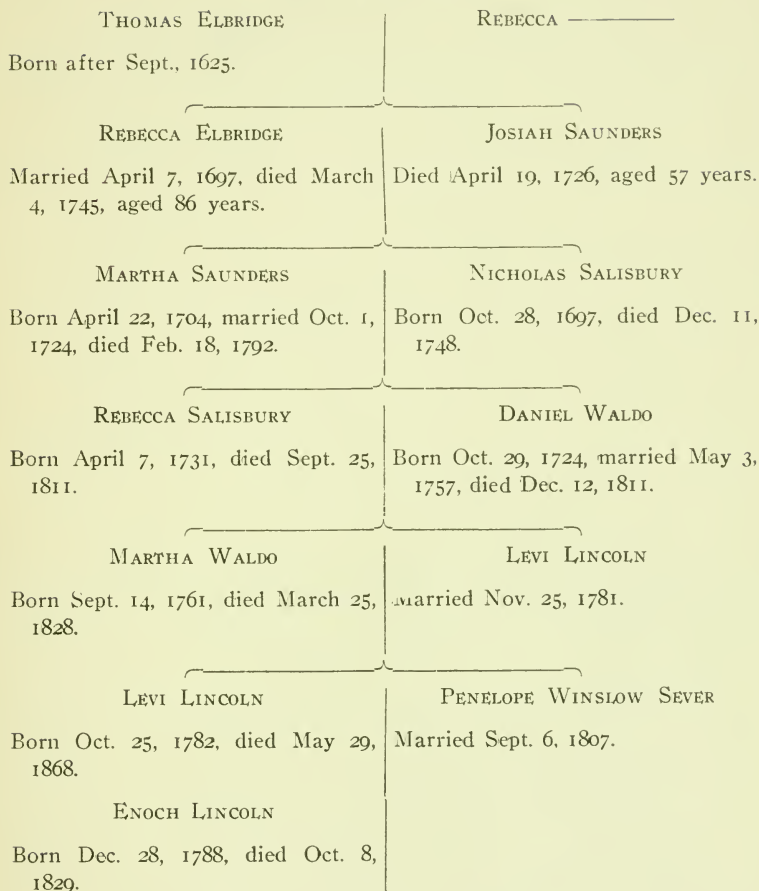 THOMAS ELBRIDGE
Born after Sept., 1625.
REBECCA ———
REBECCA ELBRIDGE
Married April 7, 1697, died March
4, 1745, aged 86 years.
JOSIAH SAUNDERS
Died April 19, 1726, aged 57 years.
MARTHA SAUNDERS
Born April 22, 1704, married Oct. 1,
1724, died Feb. 18, 1792.
NICHOLAS SALISBURY
Born Oct. 28, 1697, died Dec. 11,
1748.
REBECCA SALISBURY
Born April 7, 1731, died Sept. 25,
1811.
DANIEL WALDO
Born Oct. 29, 1724, married May 3,
1757, died Dec. 12, 1811.
MARTHA WALDO
Born Sept. 14, 1761, died March 25,
1828.
LEVI LINCOLN
Married Nov. 25, 1781.
LEVI LINCOLN
Born Oct. 25, 1782, died May 29,
1868.
PENELOPE WINSLOW SEVER
Married Sept. 6, 1807.
ENOCH LINCOLN
Born Dec. 28, 1788, died Oct. 8,
1829.